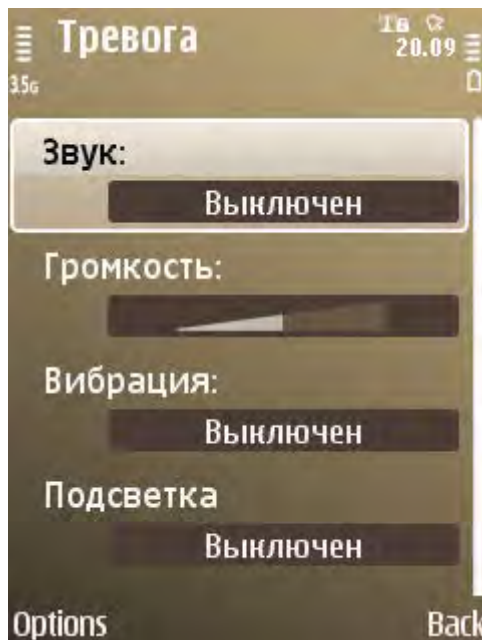 Тревога
20.09
3.5G
Звук:
Выключен
Громкость:
Вибрация:
Выключен
Подсветка
Выключен
Options
Back